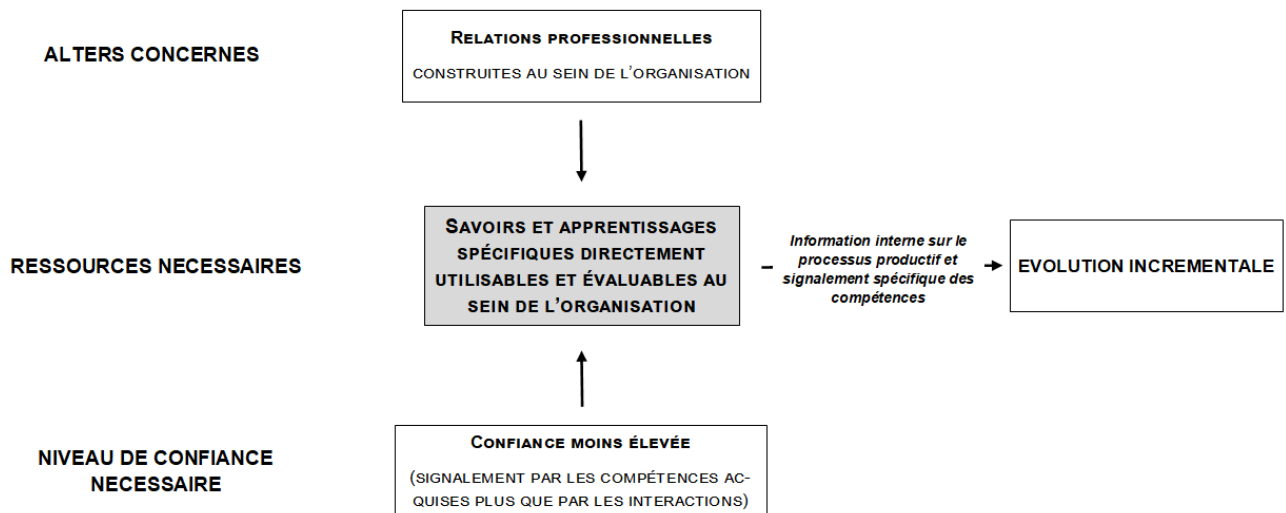 ALTERS CONCERNES
RELATIONS PROFESSIONNELLES
CONSTRUITES AU SEIN DE L'ORGANISATION
RESSOURCES NECESSAIRES
SAVOIRS ET APPRENTISSAGES
SPÉCIFIQUES DIRECTEMENT
UTILISABLES ET ÉVALUABLES AU
SEIN DE L'ORGANISATION
Information interne sur le
processus productif et
signalement spécifique des
compétences
EVOLUTION INCREMENTALE
NIVEAU DE CONFIANCE
NECESSAIRE
CONFIANCE MOINS ÉLEVÉE
(SIGNALEMENT PAR LES COMPÉTENCES AC-
QUISES PLUS QUE PAR LES INTERACTIONS)